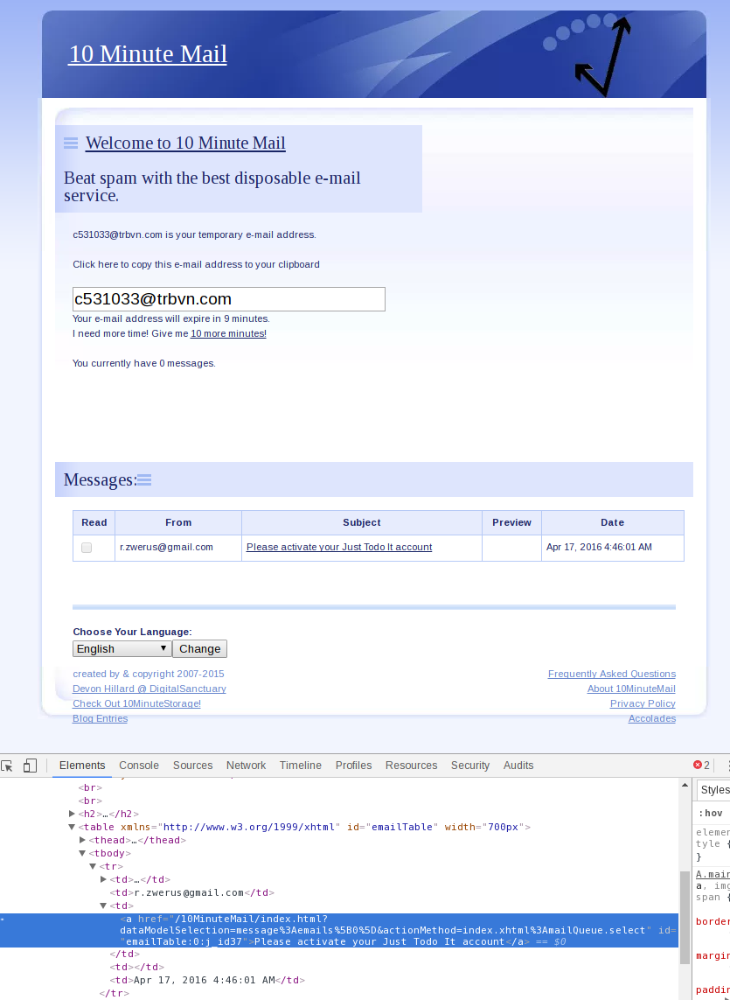 10 Minute Mail
Welcome to 10 Minute Mail
Beat spam with the best disposable e-mail
service.
c531033@trbvn.com is your temporary e-mail address.
Click here to copy this e-mail address to your clipboard
c531033@trbvn.com
Your e-mail address will expire in 9 minutes.
I need more time! Give me 10 more minutes!
You currently have 0 messages.
Messages:
Read From Subject Preview Date
r.zwerus@gmail.com Please activate your Just Todo It account Apr 17, 2016 4:46:01 AM
Choose Your Language:
English Change
created by & copyright 2007-2015 Frequently Asked Questions
Devon Hillard @ DigitalSanctuary About 10MinuteMail
Check Out 10MinuteStorage! Privacy Policy
Blog Entries Accolades
Elements Console Sources Network Timeline Profiles Resources Security Audits 2
<br> Styles
<br>
<h2>…</h2> :hov
<table xmlns="http://www.w3.org/1999/xhtml" id="emailTable" width="700px">
<thead>…</thead> elemen
<tbody> tyle {
<tr> }
<td>…</td> A.main
<td>r.zwerus@gmail.com</td> a, img
<td> span {
<a href="/10MinuteMail/index.html?
dataModelSelection=message%3Aemails%5B0%5D&actionMethod=index.xhtml%3AmailQueue.select" id= border
"emailTable:0:j_id37">Please activate your Just Todo It account</a> == $0
</td> margin
<td></td>
<td>Apr 17, 2016 4:46:01 AM</td>
</tr> paddin